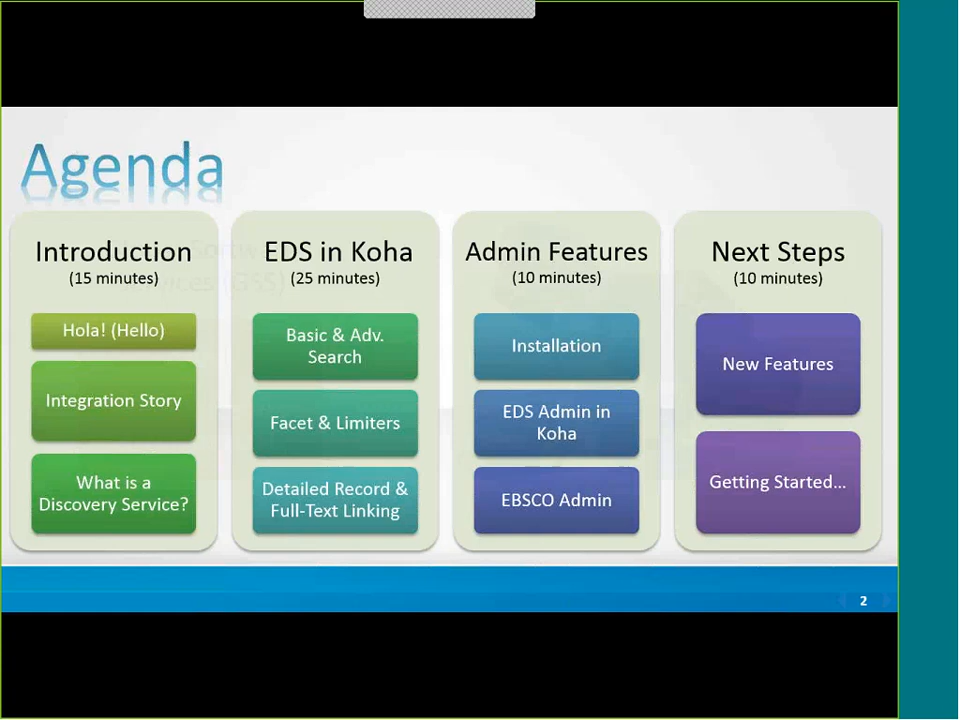 Agenda
Introduction
(15 minutes)
Hola! (Hello)
Integration Story
What is a
Discovery Service?
EDS in Koha
(25 minutes)
Basic & Adv.
Search
Facet & Limiters
Detailed Record &
Full-Text Linking
Admin Features
(10 minutes)
Installation
EDS Admin in
Koha
EBSCO Admin
Next Steps
(10 minutes)
New Features
Getting Started...
2